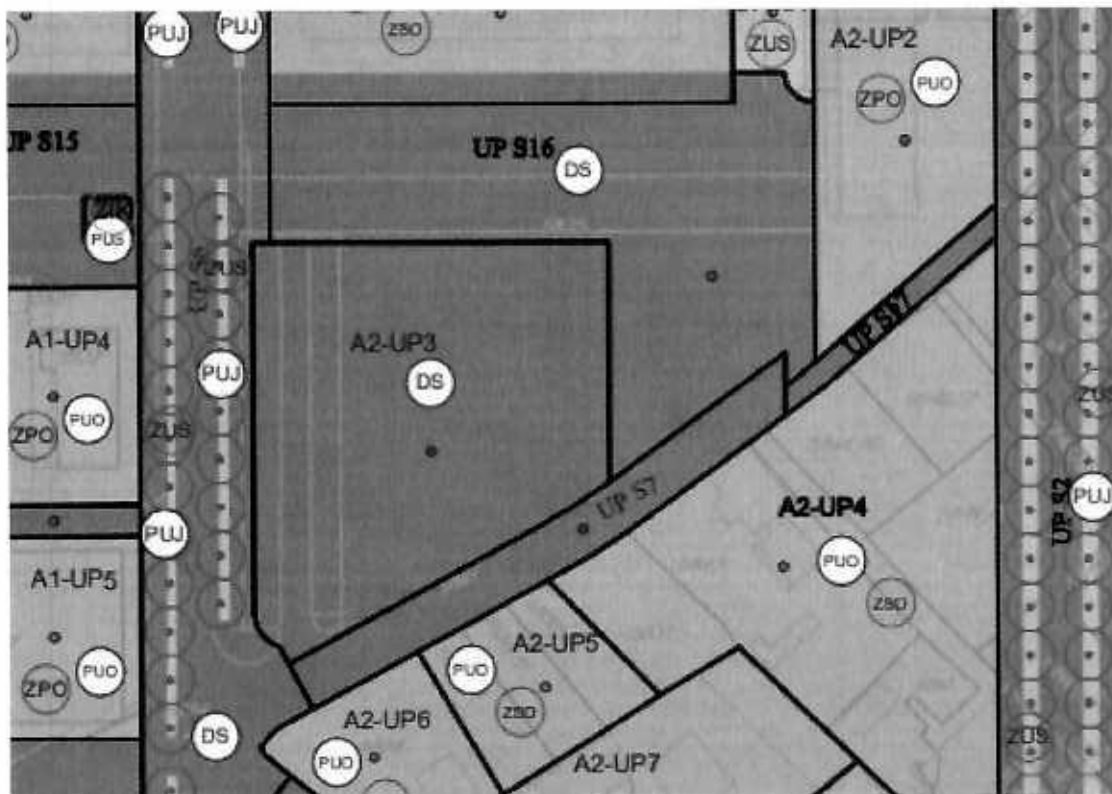 PUJ
PUJ
ZSO
ZUS
A2-UP2
ZPO
PUO
UP S15
UP S16
DS
PUS
ZUS
A1-UP4
A2-UP3
DS
PUJ
UP S17
ZPO
PUO
ZUS
ZUS
UP S7
A2-UP4
UP S2
PUJ
PUJ
PUO
ZSO
A1-UP5
ZPO
PUO
PUO
A2-UP5
ZSO
A2-UP6
DS
PUO
A2-UP7
ZUS